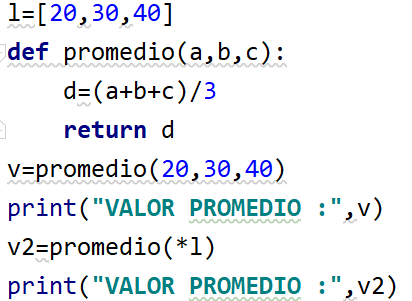 l=[20,30,40]
def promedio(a,b,c):
    d=(a+b+c)/3
    return d
v=promedio(20,30,40)
print("VALOR PROMEDIO :",v)
v2=promedio(*l)
print("VALOR PROMEDIO :",v2)